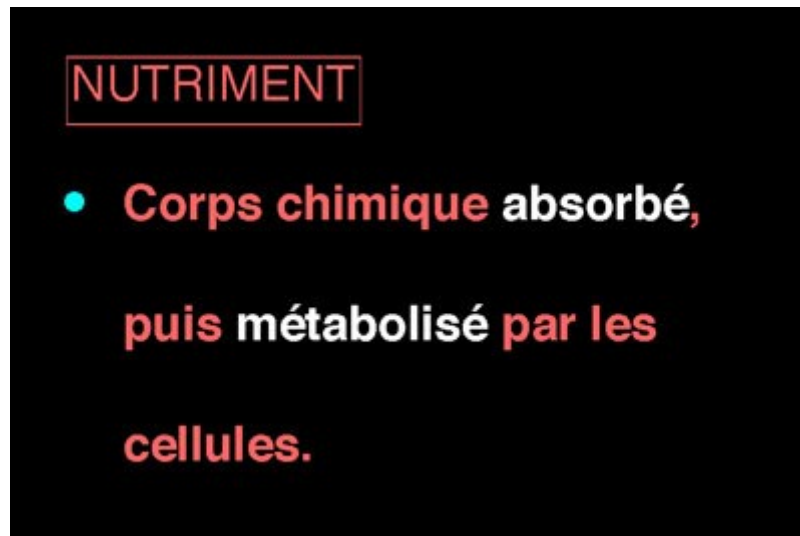 NUTRIMENT
• Corps chimique absorbé,
puis métabolisé par les
cellules.